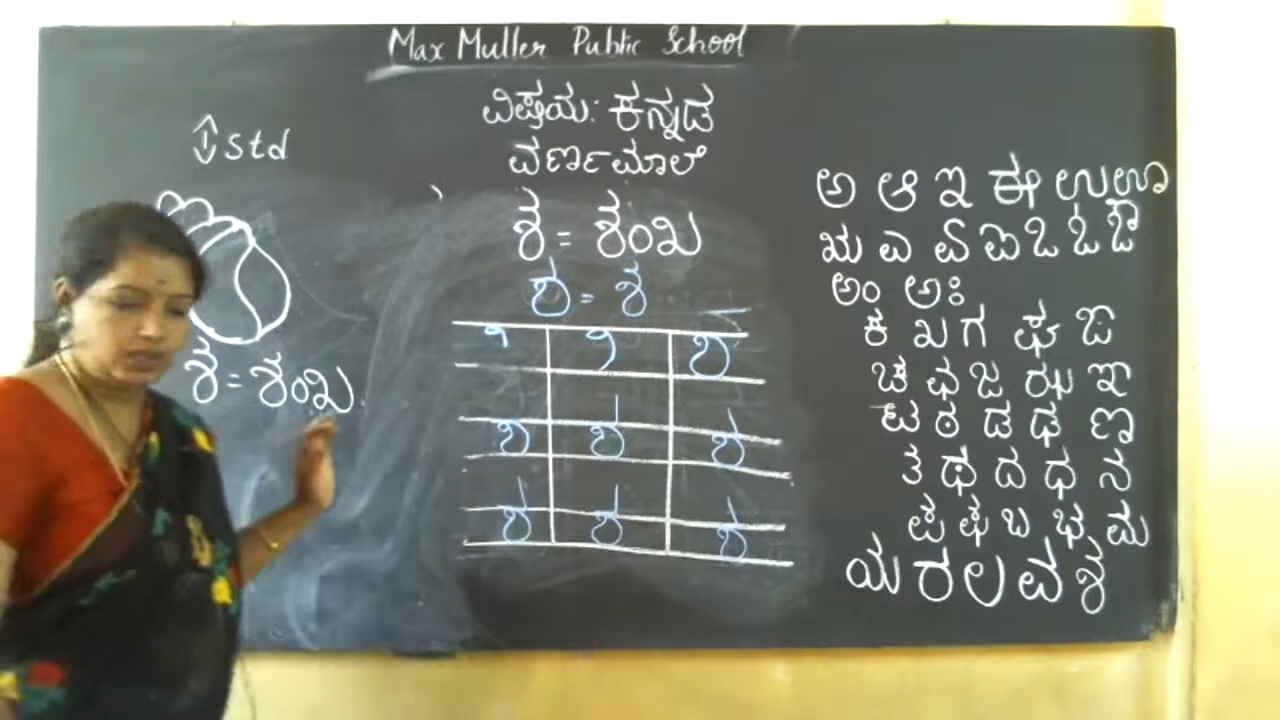 Max Muller Public School
ವಿಷಯ: ಕನ್ನಡ
ವರ್ಣಮಾಲೆ
I Std
ಶ = ಶಂಖ
ಶ = ಶಂಖ
ಶ = ಶ
ಶ ಶ ಶ
ಶ ಶ ಶ
ಅ ಆ ಇ ಈ ಉ ಊ
ಋ ಎ ಏ ಐ ಒ ಓ ಔ
ಅಂ ಅಃ
ಕ ಖ ಗ ಘ ಙ
ಚ ಛ ಜ ಝ ಞ
ಟ ಠ ಡ ಢ ಣ
ತ ಥ ದ ಧ ನ
ಪ ಫ ಬ ಭ ಮ
ಯ ರ ಲ ವ ಶ